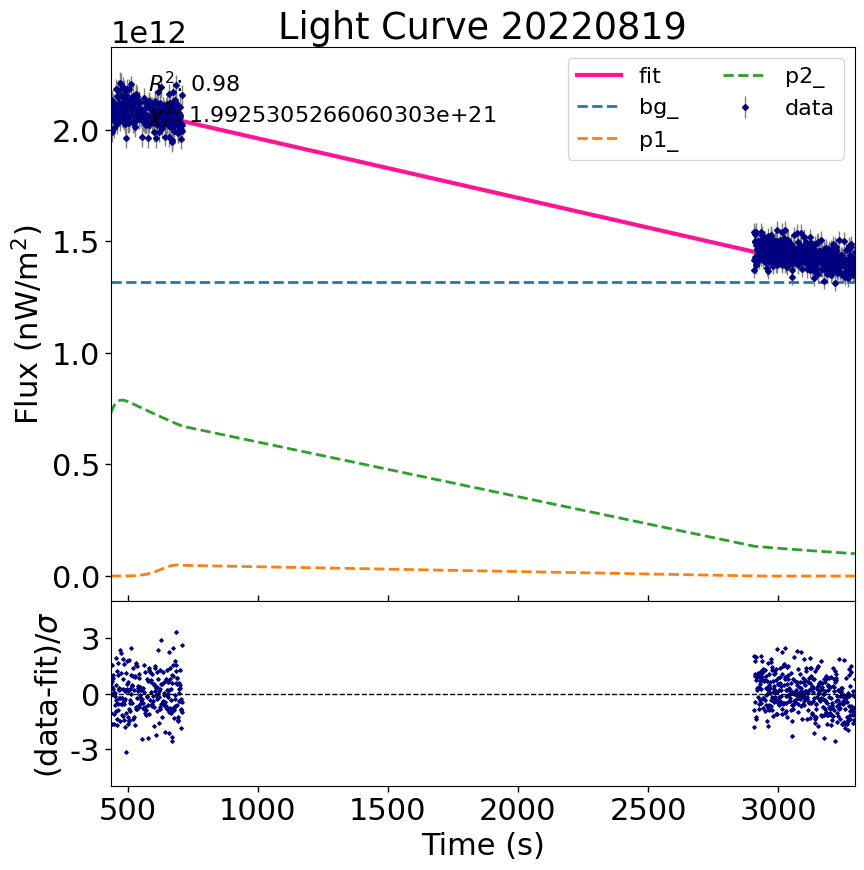 Light Curve 20220819
1e12
R²: 0.98
χ²: 1.9925305266060303e+21
fit
bg_
p1_
p2_
data
Flux (nW/m²)
2.0
1.5
1.0
0.5
0.0
(data-fit)/σ
3
0
-3
500 1000 1500 2000 2500 3000
Time (s)